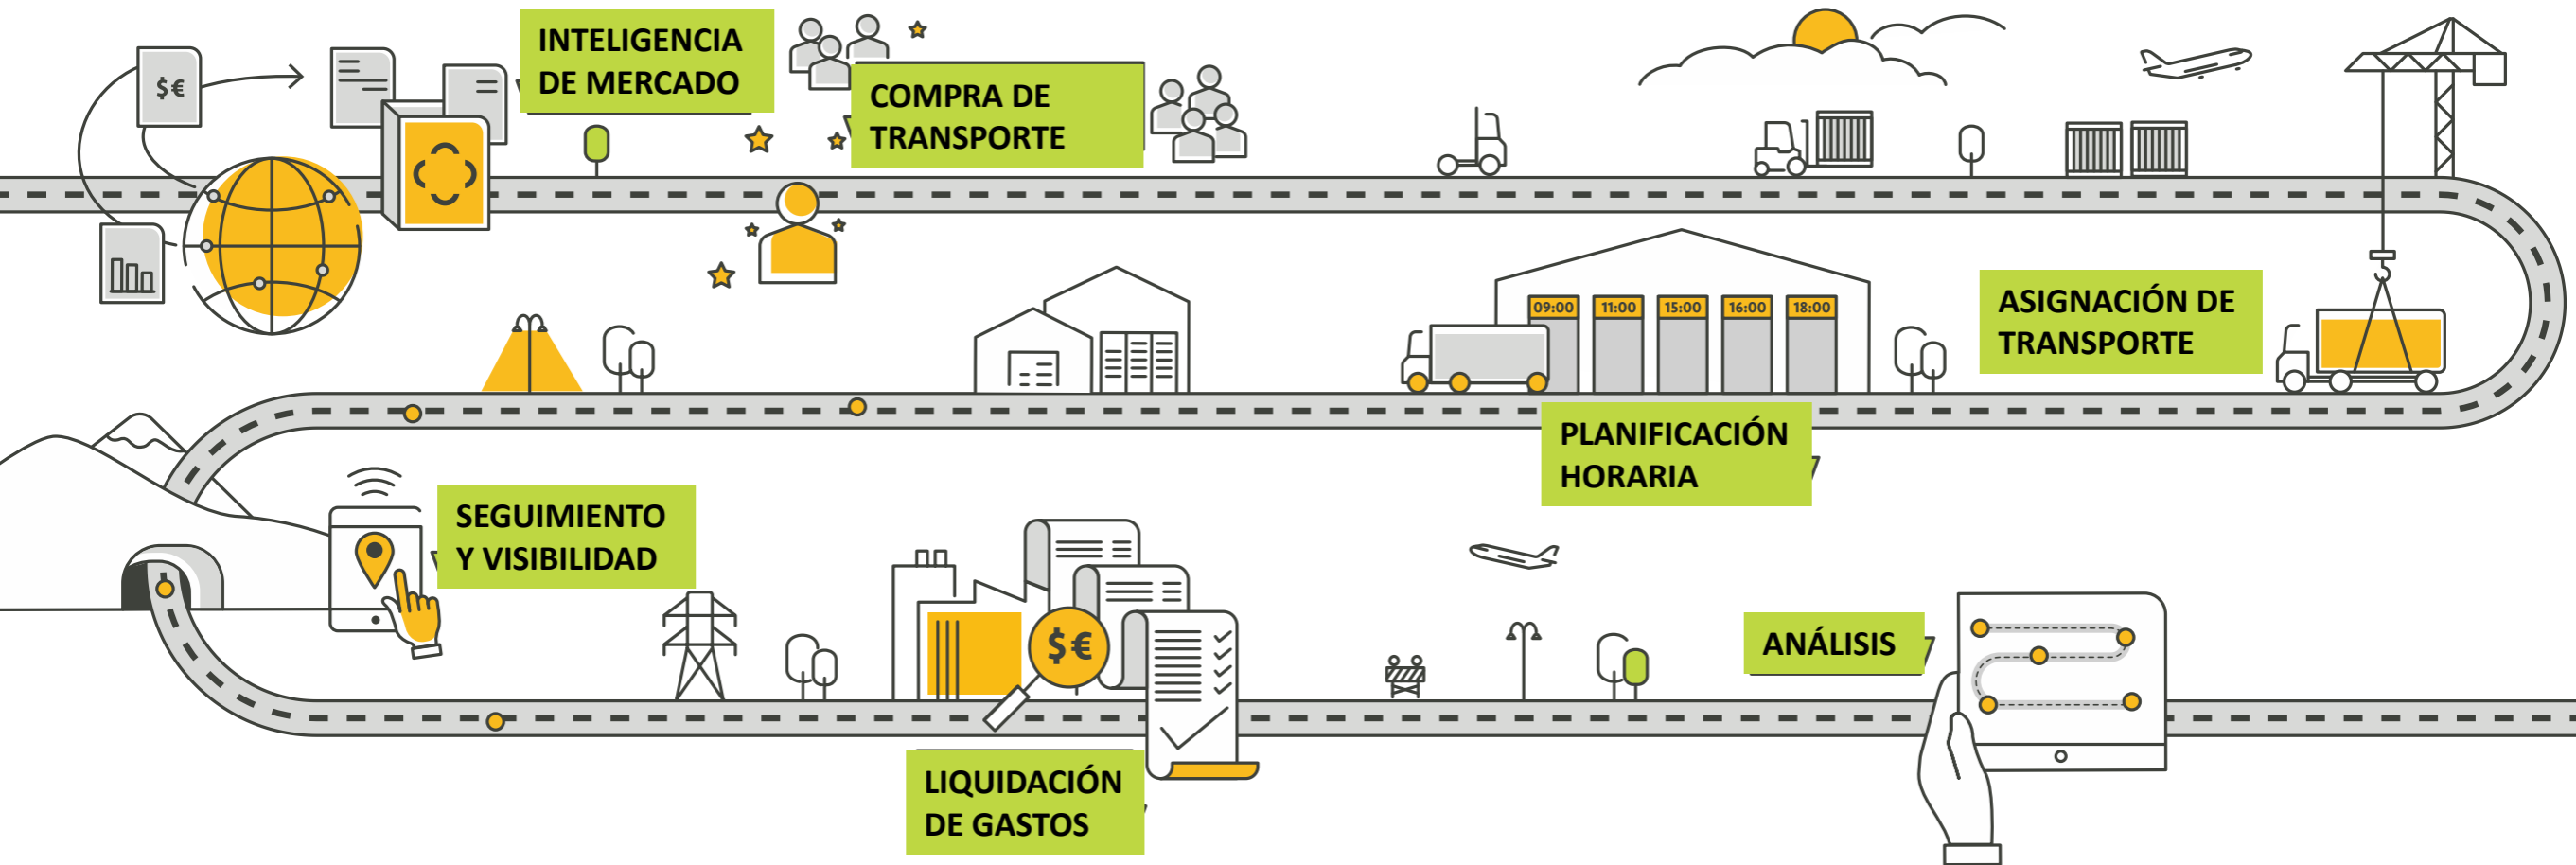 $€
INTELIGENCIA
DE MERCADO
COMPRA DE
TRANSPORTE
ASIGNACIÓN DE
TRANSPORTE
09:00
11:00
15:00
16:00
18:00
PLANIFICACIÓN
HORARIA
SEGUIMIENTO
Y VISIBILIDAD
$€
LIQUIDACIÓN
DE GASTOS
ANÁLISIS